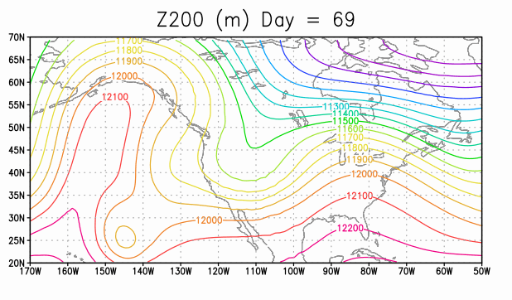 Z200 (m) Day = 69
70N
65N
60N
55N
50N
45N
40N
35N
30N
25N
20N
11700
11800
11900
12000
12100
11300
11400
11500
11600
11700
11800
11900
12000
12100
12000
12200
170W 160W 150W 140W 130W 120W 110W 100W 90W 80W 70W 60W 50W